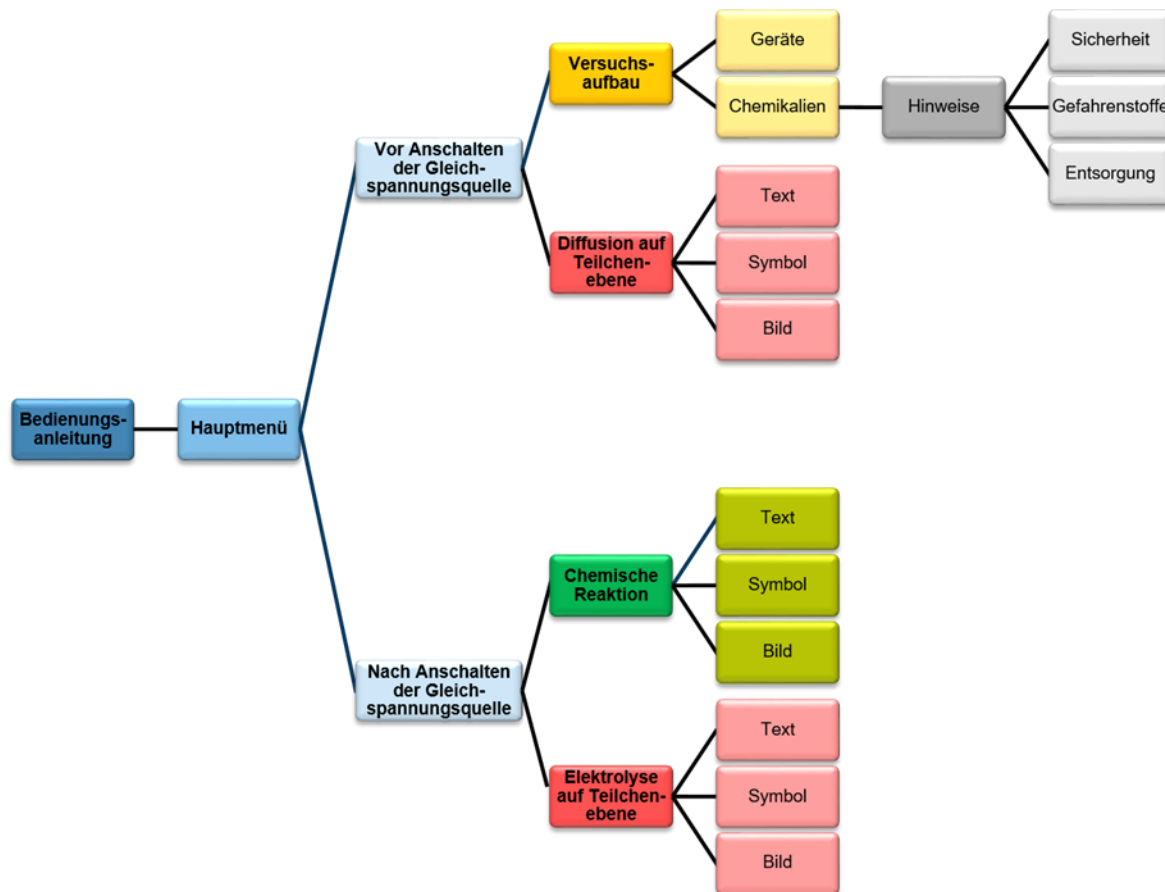 Bedienungs-
anleitung
Hauptmenü
Vor Anschalten
der Gleich-
spannungsquelle
Versuchs-
aufbau
Geräte
Chemikalien
Hinweise
Sicherheit
Gefahrenstoffe
Entsorgung
Diffusion auf
Teilchen-
ebene
Text
Symbol
Bild
Nach Anschalten
der Gleich-
spannungsquelle
Chemische
Reaktion
Text
Symbol
Bild
Elektrolyse
auf Teilchen-
ebene
Text
Symbol
Bild